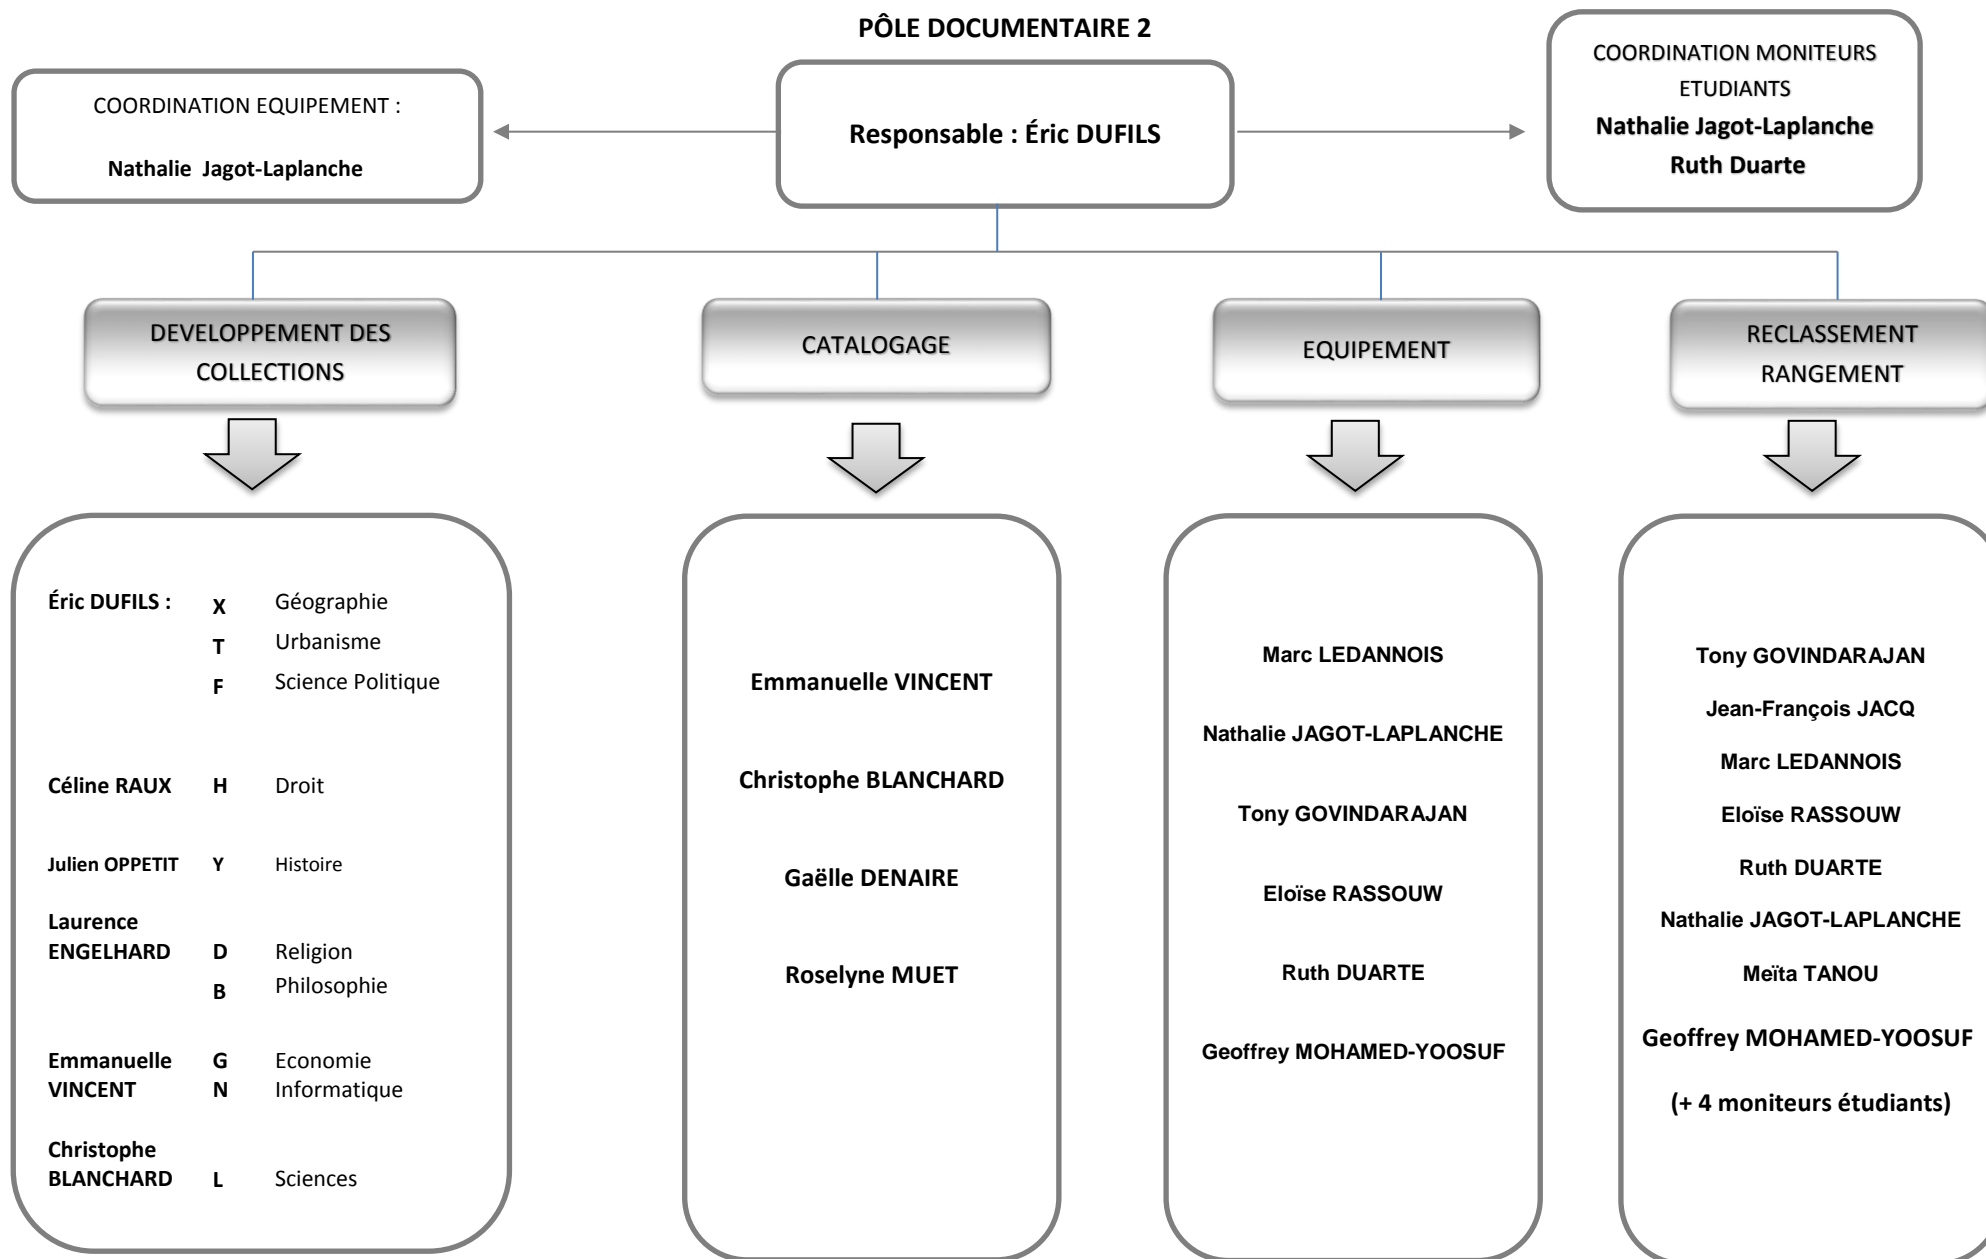 PÔLE DOCUMENTAIRE 2
COORDINATION EQUIPEMENT :
Nathalie Jagot-Laplanche
Responsable : Éric DUFILS
COORDINATION MONITEURS
ETUDIANTS
Nathalie Jagot-Laplanche
Ruth Duarte
DEVELOPPEMENT DES
COLLECTIONS
CATALOGAGE
EQUIPEMENT
RECLASSEMENT
RANGEMENT
Éric DUFILS : X Géographie
T Urbanisme
F Science Politique
Céline RAUX H Droit
Julien OPPETIT Y Histoire
Laurence
ENGELHARD D Religion
B Philosophie
Emmanuelle G Economie
VINCENT N Informatique
Christophe
BLANCHARD L Sciences
Emmanuelle VINCENT
Christophe BLANCHARD
Gaëlle DENAIRE
Roselyne MUET
Marc LEDANNOIS
Nathalie JAGOT-LAPLANCHE
Tony GOVINDARAJAN
Eloïse RASSOUW
Ruth DUARTE
Geoffrey MOHAMED-YOOSUF
Tony GOVINDARAJAN
Jean-François JACQ
Marc LEDANNOIS
Eloïse RASSOUW
Ruth DUARTE
Nathalie JAGOT-LAPLANCHE
Meïta TANOU
Geoffrey MOHAMED-YOOSUF
(+ 4 moniteurs étudiants)